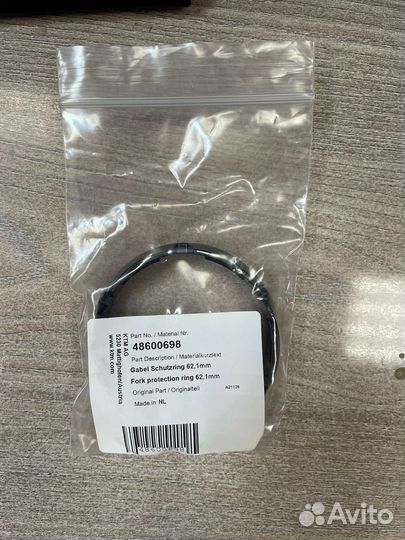 Part No. / Material Nr.
48600698
Part Description / Materialkurztext
Gabel Schutzring 62,1mm
Fork protection ring 62,1mm
Original Part / Originalteil
A21126
Made in NL
KTM AG
5230 Mattighofen/Austria
www.ktm.com
Avito